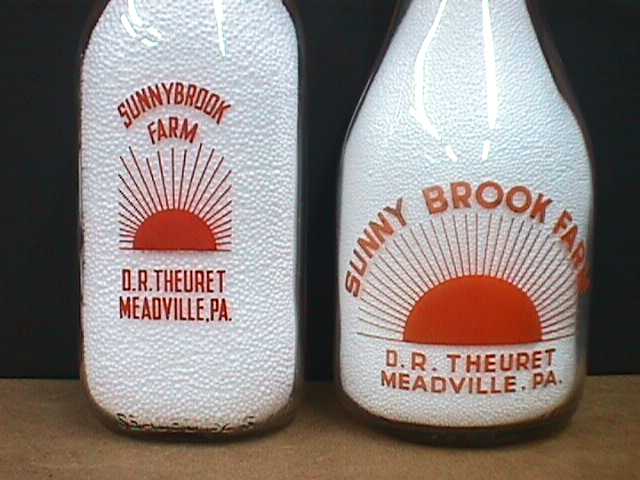 SUNNYBROOK
FARM
D.R.THEURET
MEADVILLE,PA.
SUNNY BROOK FARM
D.R. THEURET
MEADVILLE. PA.